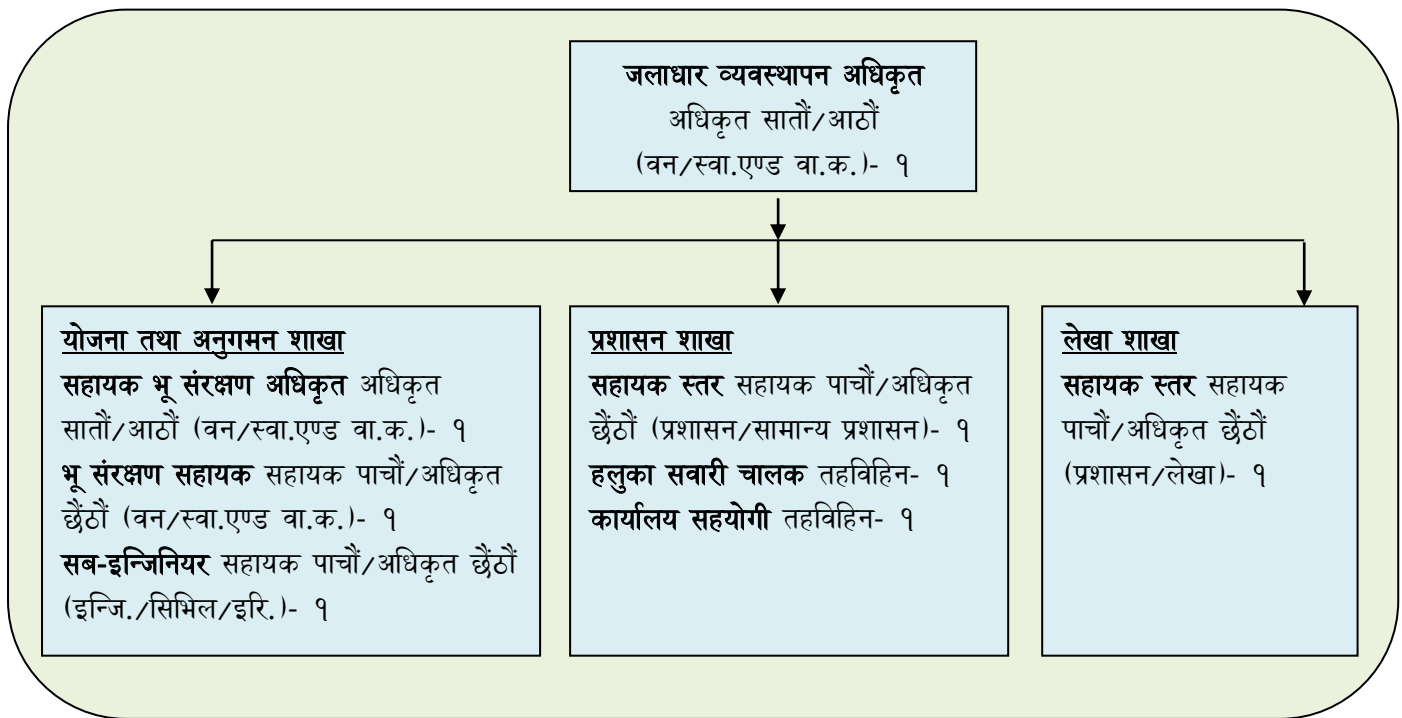 जलाधार व्यवस्थापन अधिकृत
अधिकृत सातौं/आठौं
(वन/स्वा.एण्ड वा.क.)- १
योजना तथा अनुगमन शाखा
सहायक भू संरक्षण अधिकृत अधिकृत
सातौं/आठौं (वन/स्वा.एण्ड वा.क.)- १
भू संरक्षण सहायक सहायक पाचौं/अधिकृत
छैंठौं (वन/स्वा.एण्ड वा.क.)- १
सब-इन्जिनियर सहायक पाचौं/अधिकृत छैंठौं
(इन्जि./सिभिल/इरि.)- १
प्रशासन शाखा
सहायक स्तर सहायक पाचौं/अधिकृत
छैंठौं (प्रशासन/सामान्य प्रशासन)- १
हलुका सवारी चालक तहविहिन- १
कार्यालय सहयोगी तहविहिन- १
लेखा शाखा
सहायक स्तर सहायक
पाचौं/अधिकृत छैंठौं
(प्रशासन/लेखा)- १